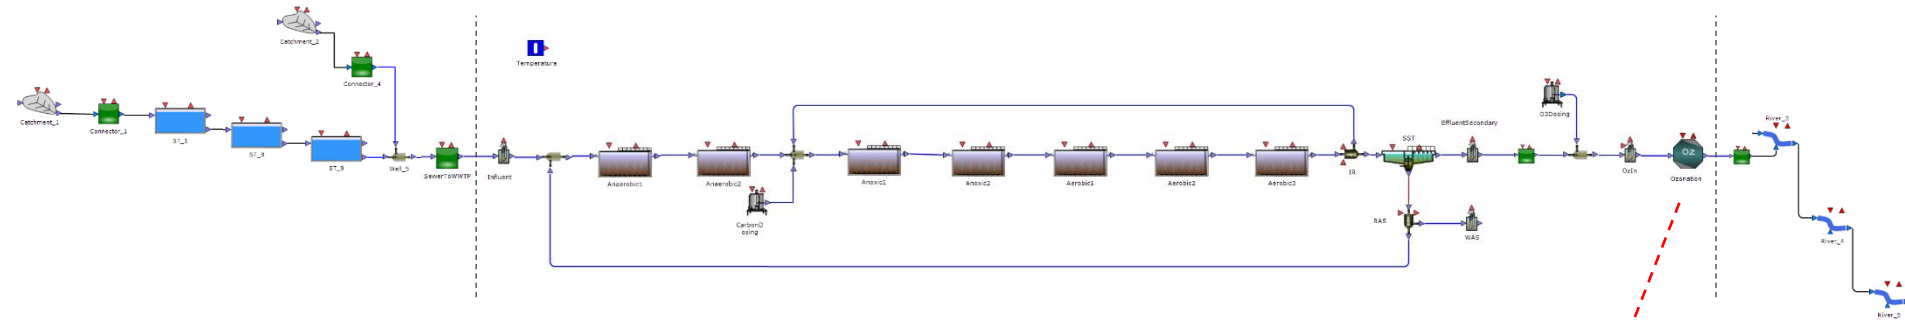 Catchment_2
Temperature
Connector_4
Catchment_1
Connector_1
ST_1
ST_8
ST_9
Well_5
SewerToWWTP
Influent
Anaerobic1
Anaerobic2
CarbonD
osing
Anoxic1
Anoxic2
Aerobic1
Aerobic2
Aerobic3
IR
SST
RAS
WAS
EffluentSecondary
O3Dosing
OzIn
Oz
Ozonation
River_3
River_4
River_5